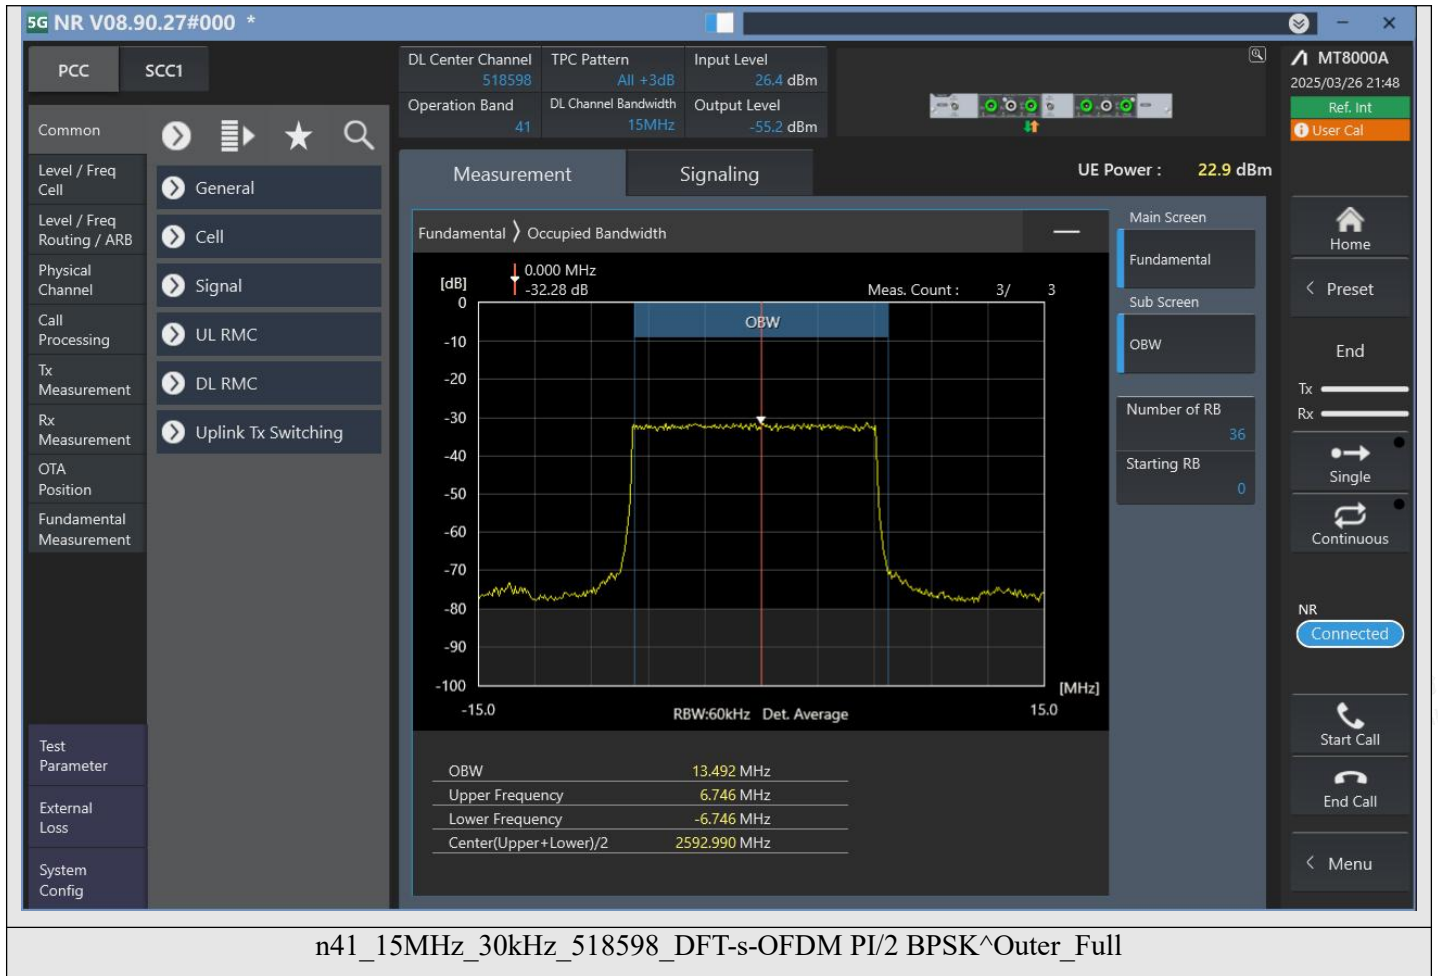 5G NR V08.90.27#000 *
PCC
SCC1
DL Center Channel
518598
TPC Pattern
All +3dB
Input Level
26.4 dBm
Operation Band
41
DL Channel Bandwidth
15MHz
Output Level
-55.2 dBm
MT8000A
2025/03/26 21:48
Ref. Int
User Cal
Common
Level / Freq
Cell
Level / Freq
Routing / ARB
Physical
Channel
Call
Processing
Tx
Measurement
Rx
Measurement
OTA
Position
Fundamental
Measurement
Test
Parameter
External
Loss
System
Config
General
Cell
Signal
UL RMC
DL RMC
Uplink Tx Switching
Measurement
Signaling
UE Power : 22.9 dBm
Fundamental 〉 Occupied Bandwidth
[dB]
0.000 MHz
-32.28 dB
Meas. Count : 3/ 3
OBW
0
-10
-20
-30
-40
-50
-60
-70
-80
-90
-100
[MHz]
-15.0
RBW:60kHz Det. Average
15.0
OBW 13.492 MHz
Upper Frequency 6.746 MHz
Lower Frequency -6.746 MHz
Center(Upper+Lower)/2 2592.990 MHz
Main Screen
Fundamental
Sub Screen
OBW
Number of RB
36
Starting RB
0
Home
Preset
End
Tx
Rx
Single
Continuous
NR
Connected
Start Call
End Call
Menu
n41_15MHz_30kHz_518598_DFT-s-OFDM PI/2 BPSK^Outer_Full